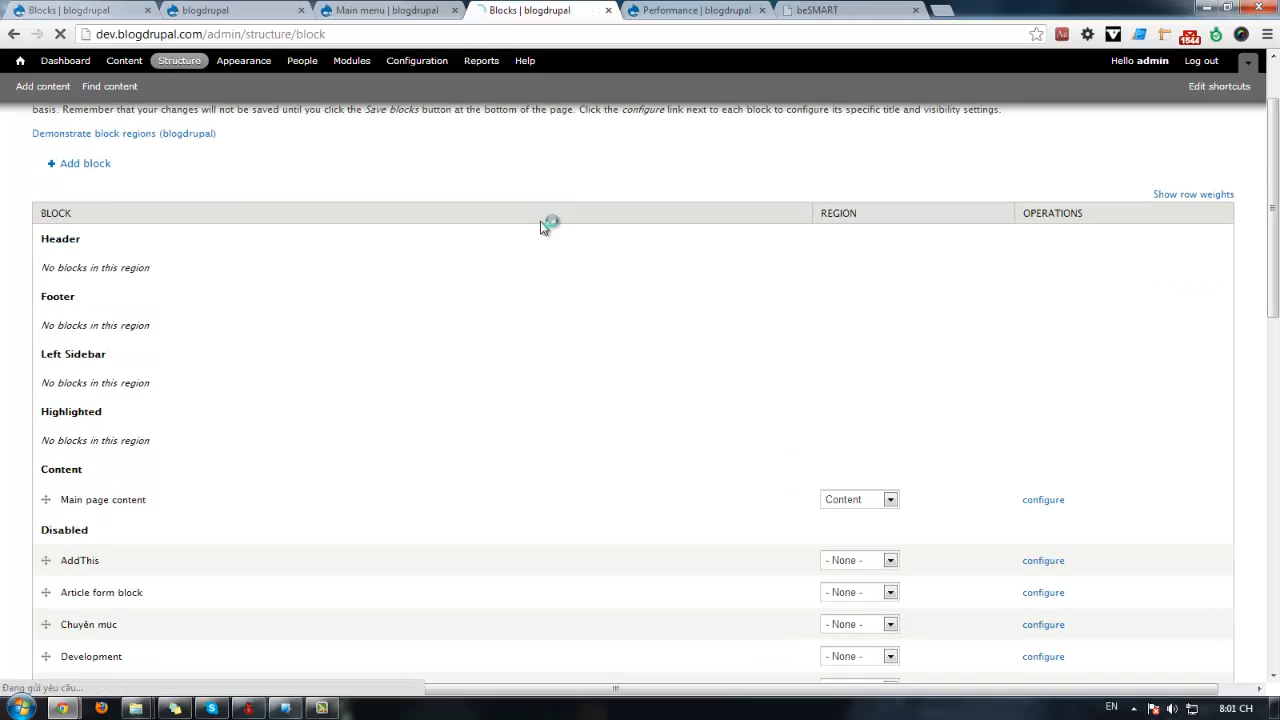 Blocks | blogdrupal
blogdrupal
Main menu | blogdrupal
Blocks | blogdrupal
Performance | blogdrupal
beSMART
dev.blogdrupal.com/admin/structure/block
1544
Dashboard Content Structure Appearance People Modules Configuration Reports Help
Hello admin Log out
Add content Find content
Edit shortcuts
basis. Remember that your changes will not be saved until you click the Save blocks button at the bottom of the page. Click the configure link next to each block to configure its specific title and visibility settings.
Demonstrate block regions (blogdrupal)
+ Add block
Show row weights
BLOCK REGION OPERATIONS
Header
No blocks in this region
Footer
No blocks in this region
Left Sidebar
No blocks in this region
Highlighted
No blocks in this region
Content
Main page content Content configure
Disabled
AddThis - None - configure
Article form block - None - configure
Chuyên mục - None - configure
Development - None - configure
Đang gửi yêu cầu...
EN 8:01 CH